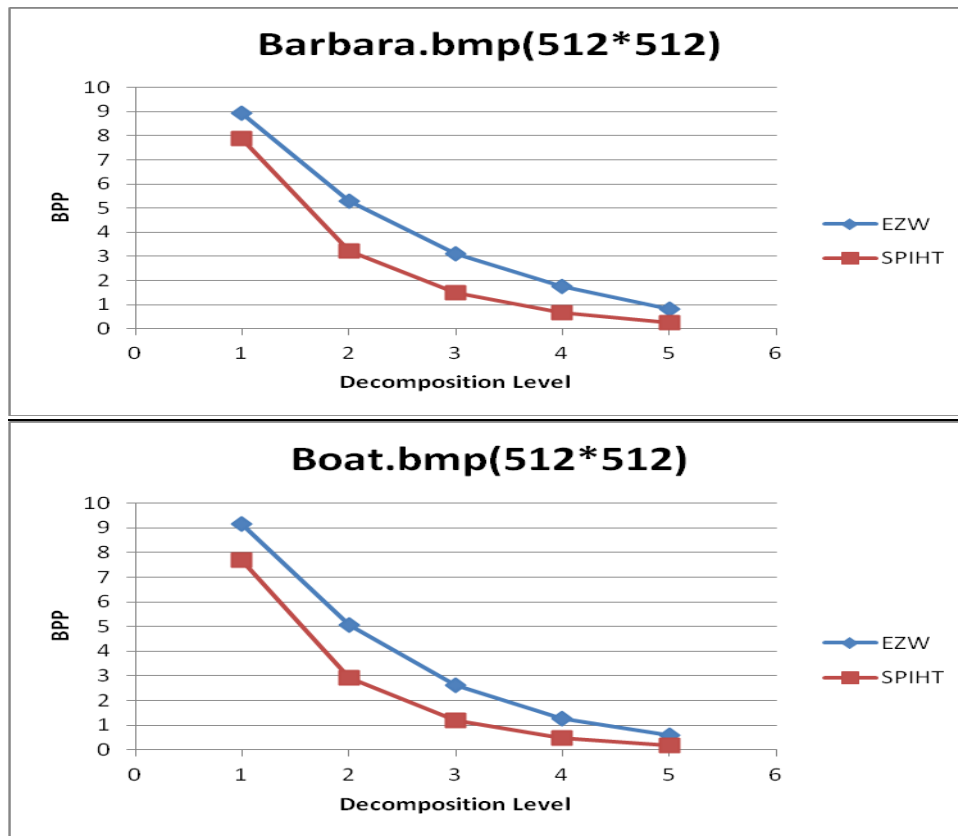 Barbara.bmp(512*512)
10
9
8
7
6
5
4
3
2
1
0
BPP
0 1 2 3 4 5 6
Decomposition Level
EZW
SPIHT
Boat.bmp(512*512)
10
9
8
7
6
5
4
3
2
1
0
BPP
0 1 2 3 4 5 6
Decomposition Level
EZW
SPIHT